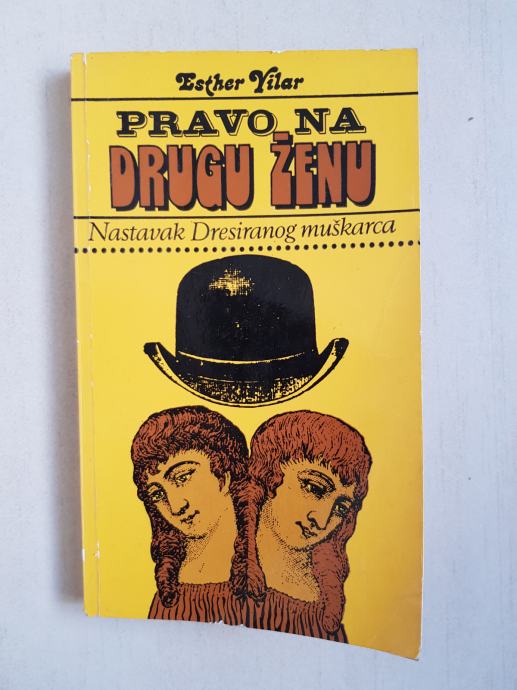 Esther Vilar
PRAVO NA
DRUGU ŽENU
Nastavak Dresiranog muškarca